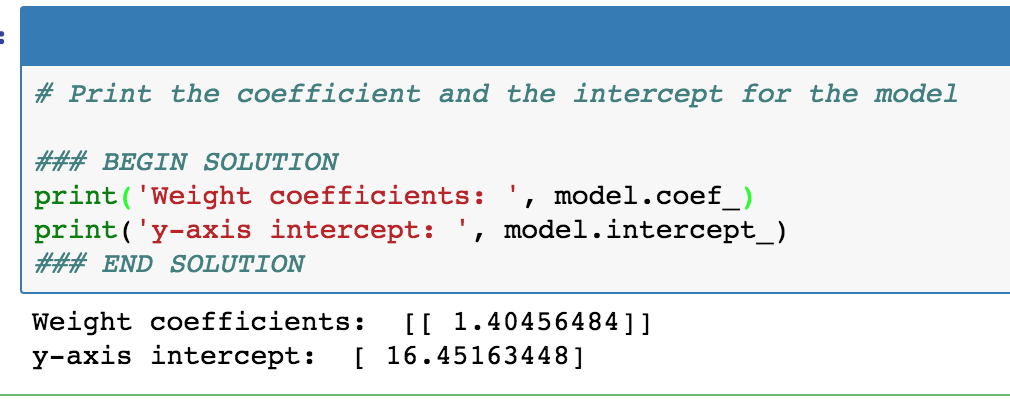 :
# Print the coefficient and the intercept for the model
### BEGIN SOLUTION
print('Weight coefficients: ', model.coef_)
print('y-axis intercept: ', model.intercept_)
### END SOLUTION
Weight coefficients:  [[ 1.40456484]]
y-axis intercept:  [ 16.45163448]